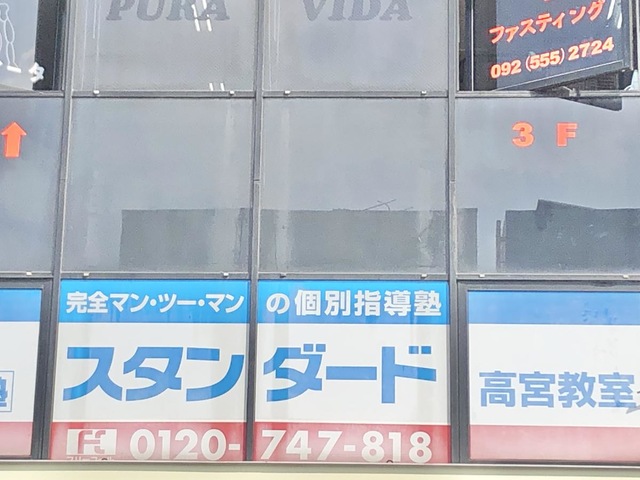 PURA VIDA
ファスティング
092 (555) 2724
3F
完全マン・ツー・マンの個別指導塾
スタンダード
高宮教室
塾
0120-747-818